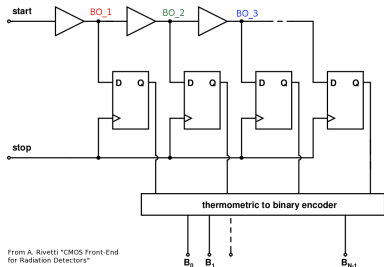 start
BO_1
BO_2
BO_3
D Q
D Q
D Q
D Q
stop
thermometric to binary encoder
From A. Rivetti "CMOS Front-End
for Radiation Detectors"
B0 B1 BN-1